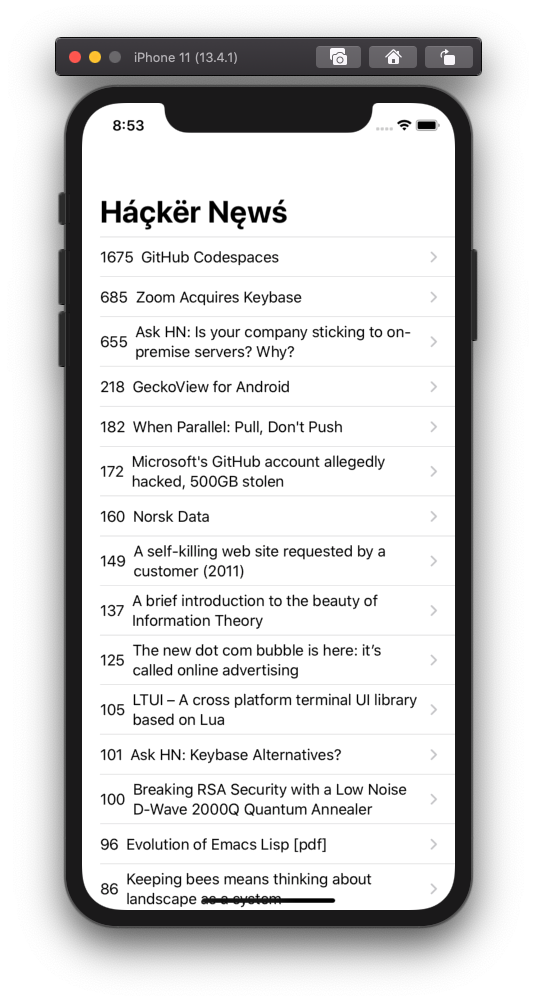 iPhone 11 (13.4.1)
8:53
Háçkër Nęwś
1675 GitHub Codespaces
685 Zoom Acquires Keybase
655 Ask HN: Is your company sticking to on-
premise servers? Why?
218 GeckoView for Android
182 When Parallel: Pull, Don't Push
172 Microsoft's GitHub account allegedly
hacked, 500GB stolen
160 Norsk Data
149 A self-killing web site requested by a
customer (2011)
137 A brief introduction to the beauty of
Information Theory
125 The new dot com bubble is here: it’s
called online advertising
105 LTUI – A cross platform terminal UI library
based on Lua
101 Ask HN: Keybase Alternatives?
100 Breaking RSA Security with a Low Noise
D-Wave 2000Q Quantum Annealer
96 Evolution of Emacs Lisp [pdf]
86 Keeping bees means thinking about
landscape as a system